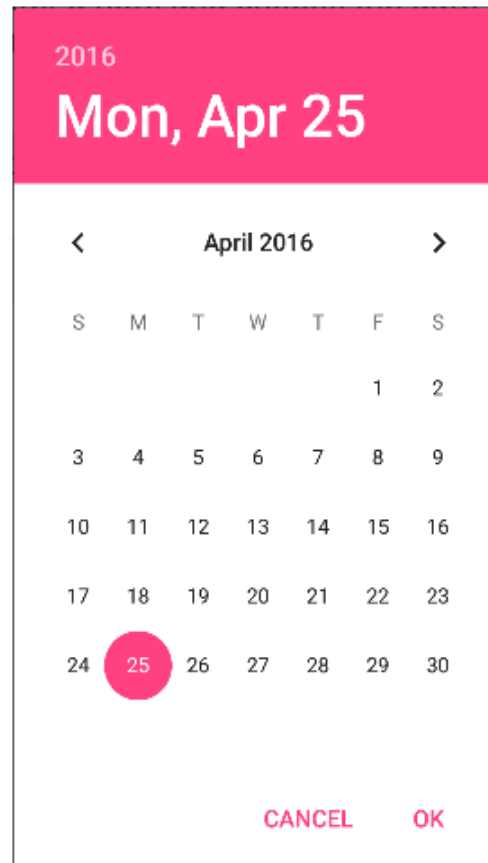 2016
Mon, Apr 25
April 2016
S M T W T F S
1 2
3 4 5 6 7 8 9
10 11 12 13 14 15 16
17 18 19 20 21 22 23
24 25 26 27 28 29 30
CANCEL OK